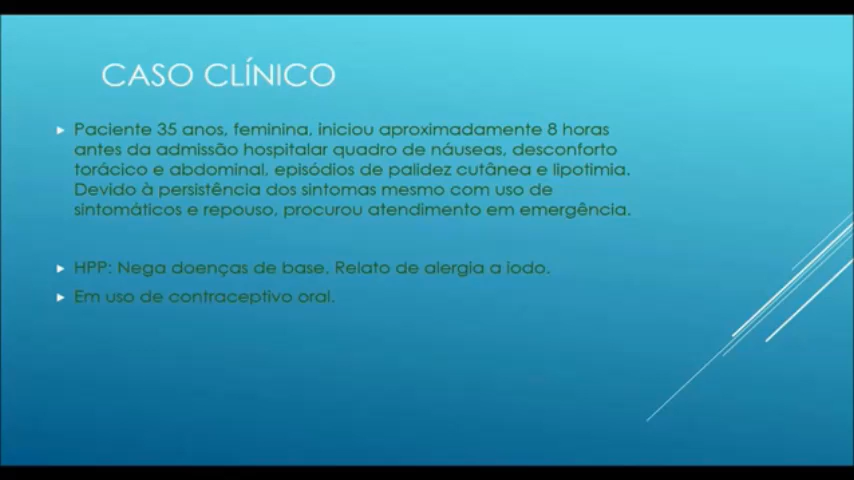 CASO CLÍNICO
Paciente 35 anos, feminina, iniciou aproximadamente 8 horas
antes da admissão hospitalar quadro de náuseas, desconforto
torácico e abdominal, episódios de palidez cutânea e lipotimia.
Devido à persistência dos sintomas mesmo com uso de
sintomáticos e repouso, procurou atendimento em emergência.
HPP: Nega doenças de base. Relato de alergia a iodo.
Em uso de contraceptivo oral.